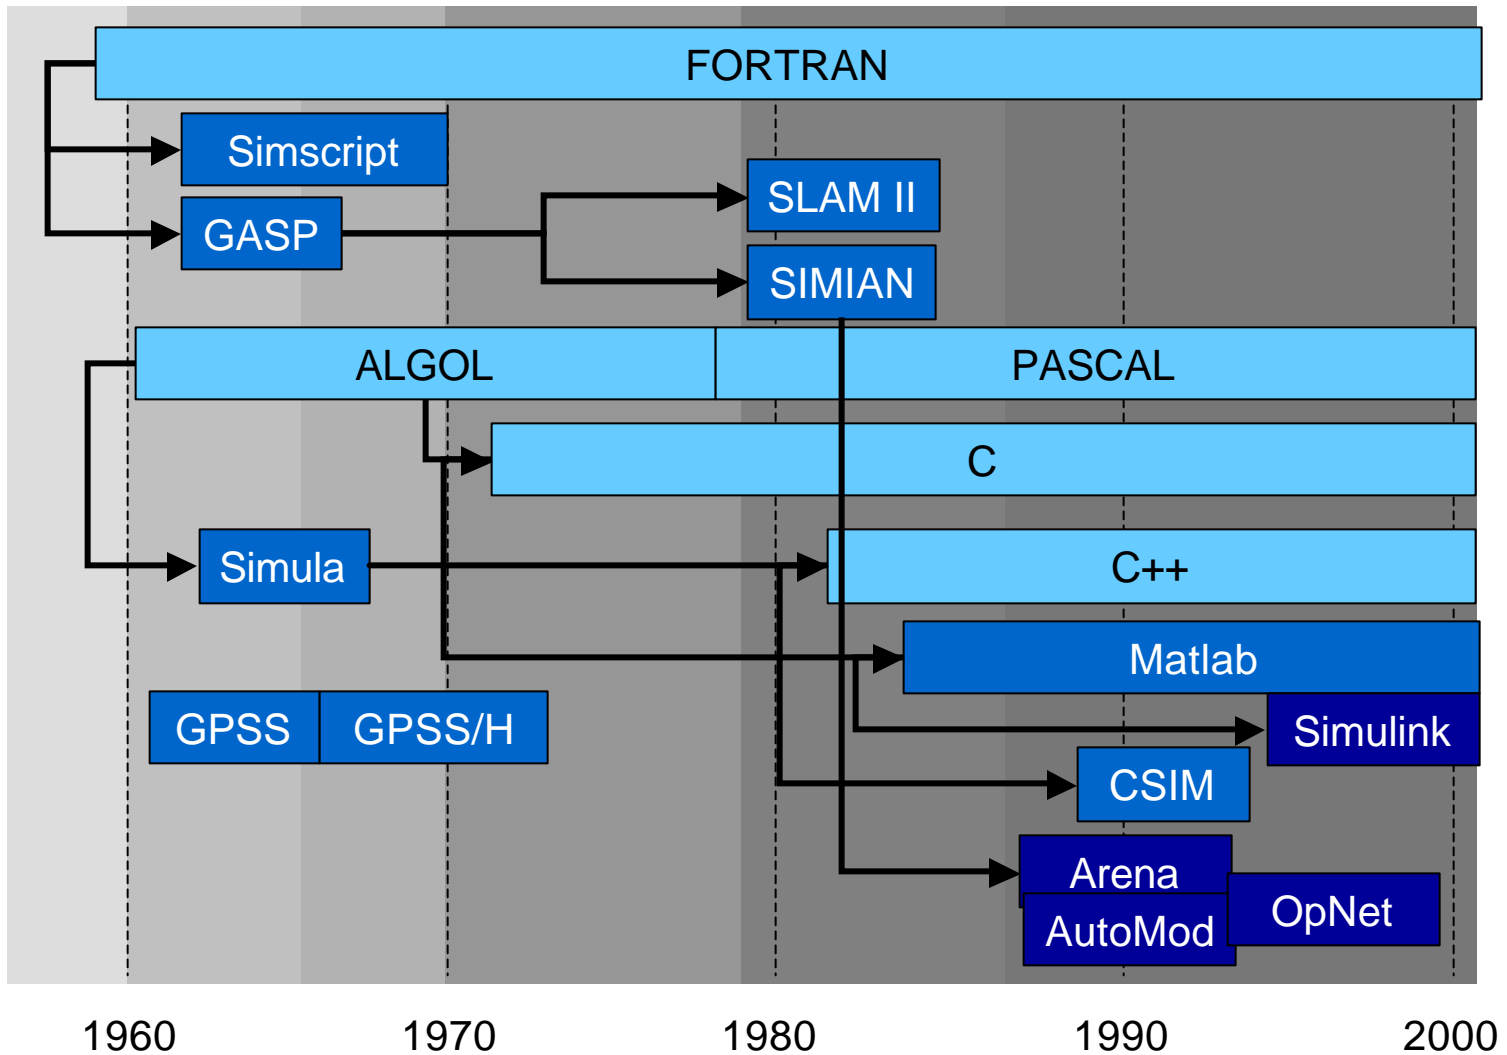 FORTRAN
Simscript
SLAM II
GASP
SIMIAN
ALGOL
PASCAL
C
Simula
C++
Matlab
GPSS
GPSS/H
Simulink
CSIM
Arena
OpNet
AutoMod
1960
1970
1980
1990
2000